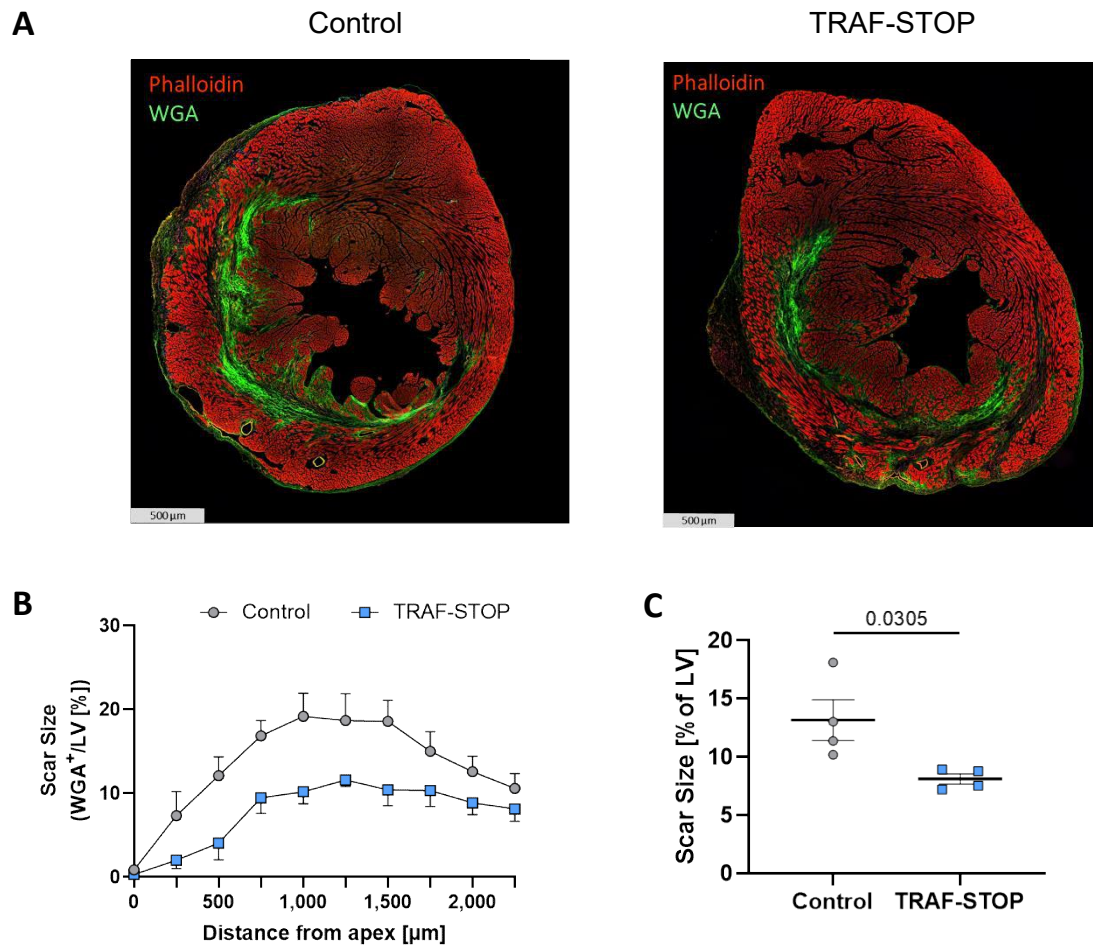 A
Control
TRAF-STOP
Phalloidin
WGA
500 µm
Phalloidin
WGA
500 µm
B
Control
TRAF-STOP
Scar Size
(WGA⁺/LV [%])
30
20
10
0
0
500
1,000
1,500
2,000
Distance from apex [µm]
C
0.0305
Scar Size [% of LV]
20
15
10
5
0
Control
TRAF-STOP